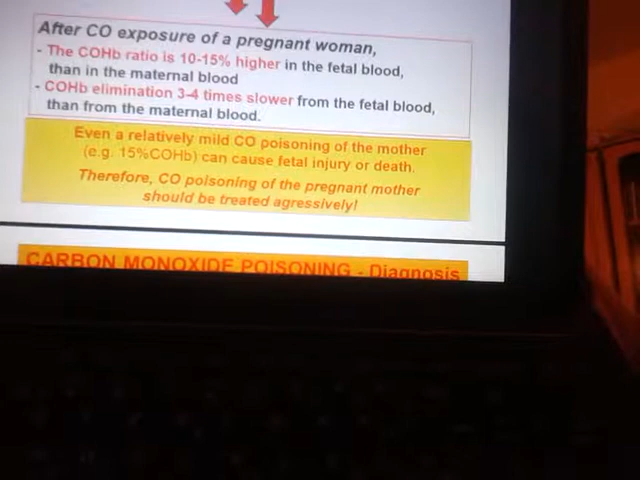 After CO exposure of a pregnant woman,
- The COHb ratio is 10-15% higher in the fetal blood,
than in the maternal blood
- COHb elimination 3-4 times slower from the fetal blood,
than from the maternal blood.
Even a relatively mild CO poisoning of the mother
(e.g. 15%COHb) can cause fetal injury or death.
Therefore, CO poisoning of the pregnant mother
should be treated agressively!
CARBON MONOXIDE POISONING - Diagnosis